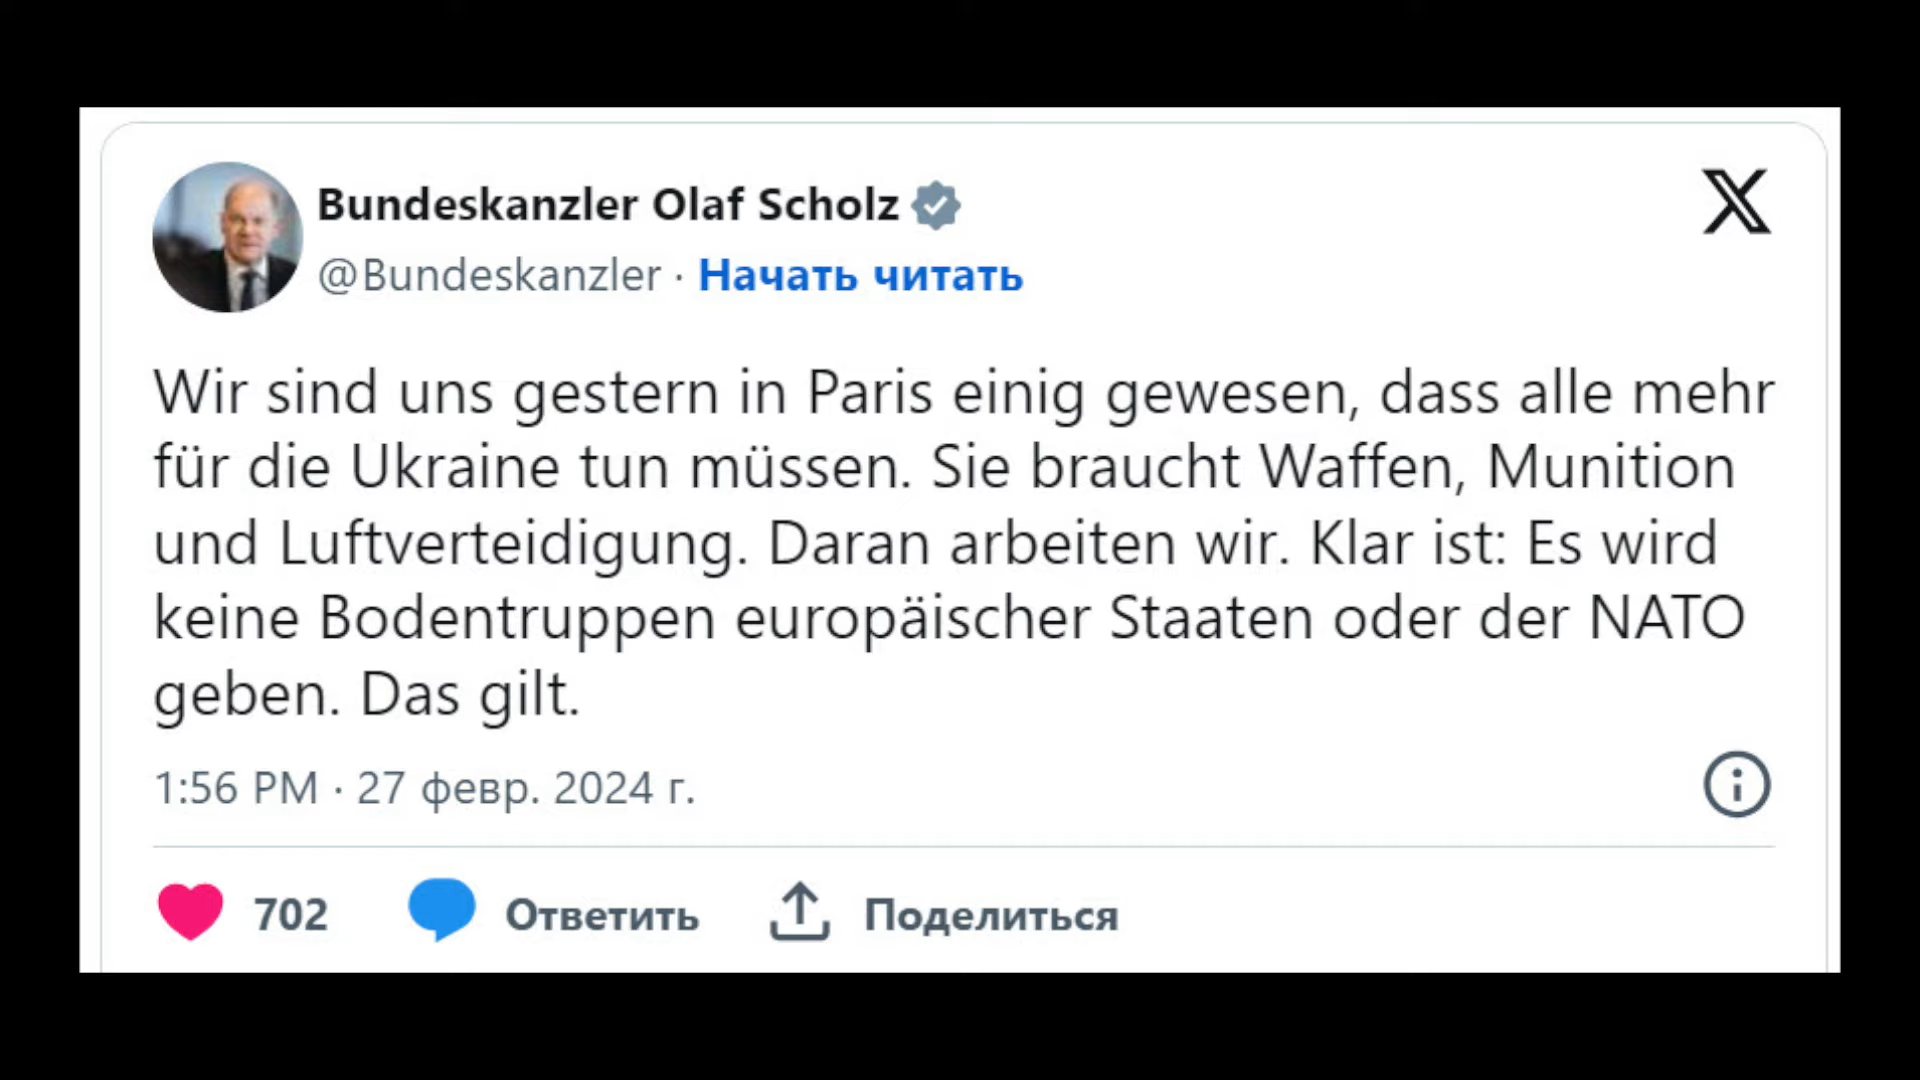 Bundeskanzler Olaf Scholz
@Bundeskanzler · Начать читать
Wir sind uns gestern in Paris einig gewesen, dass alle mehr
für die Ukraine tun müssen. Sie braucht Waffen, Munition
und Luftverteidigung. Daran arbeiten wir. Klar ist: Es wird
keine Bodentruppen europäischer Staaten oder der NATO
geben. Das gilt.
1:56 PM · 27 февр. 2024 г.
702 Ответить Поделиться